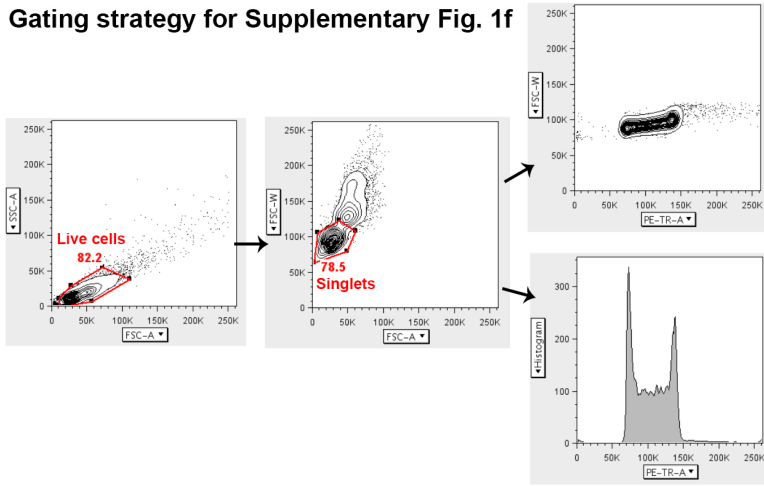 Gating strategy for Supplementary Fig. 1f
250K
200K
150K
100K
50K
0
SSC-A
Live cells
82.2
0 50K 100K 150K 200K 250K
FSC-A
250K
200K
150K
100K
50K
0
FSC-W
78.5
Singlets
0 50K 100K 150K 200K 250K
FSC-A
250K
200K
150K
100K
50K
0
FSC-W
0 50K 100K 150K 200K 250K
PE-TR-A
300
200
100
0
Histogram
0 50K 100K 150K 200K 250K
PE-TR-A